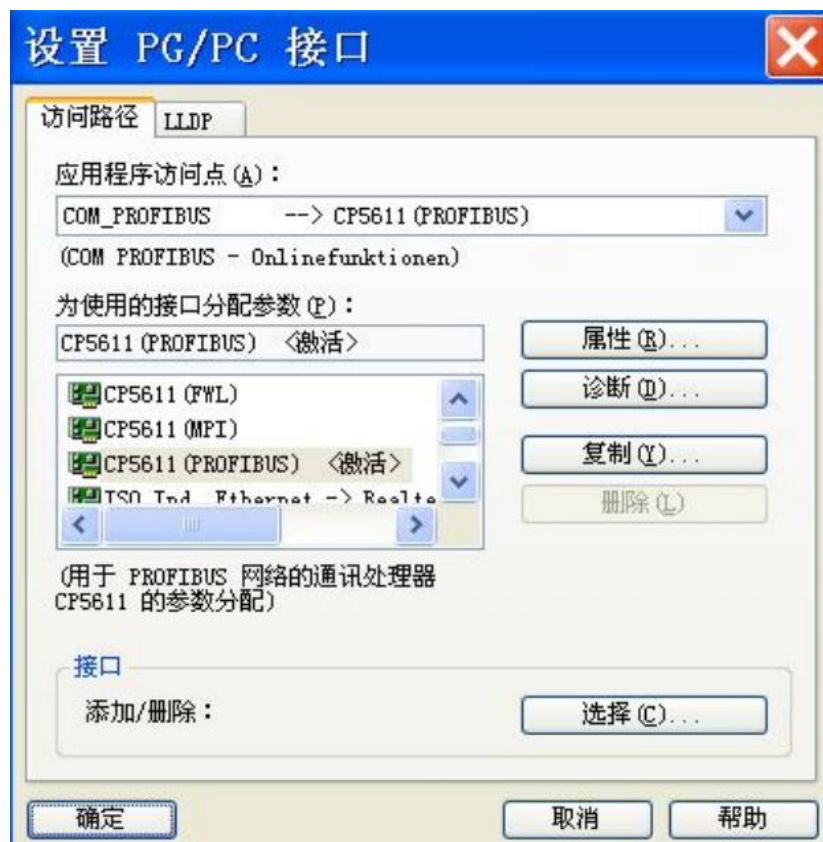 设置 PG/PC 接口
访问路径 LLDP
应用程序访问点(A)：
COM_PROFIBUS --> CP5611(PROFIBUS)
(COM PROFIBUS - Onlinefunktionen)
为使用的接口分配参数(P)：
CP5611(PROFIBUS) <激活>
属性(R)...
CP5611(FWL)
诊断(D)...
CP5611(MPI)
CP5611(PROFIBUS) <激活>
复制(Y)...
ISO Ind. Ethernet -> Realte
删除(L)
(用于 PROFIBUS 网络的通讯处理器
CP5611 的参数分配)
接口
添加/删除：
选择(C)...
确定 取消 帮助